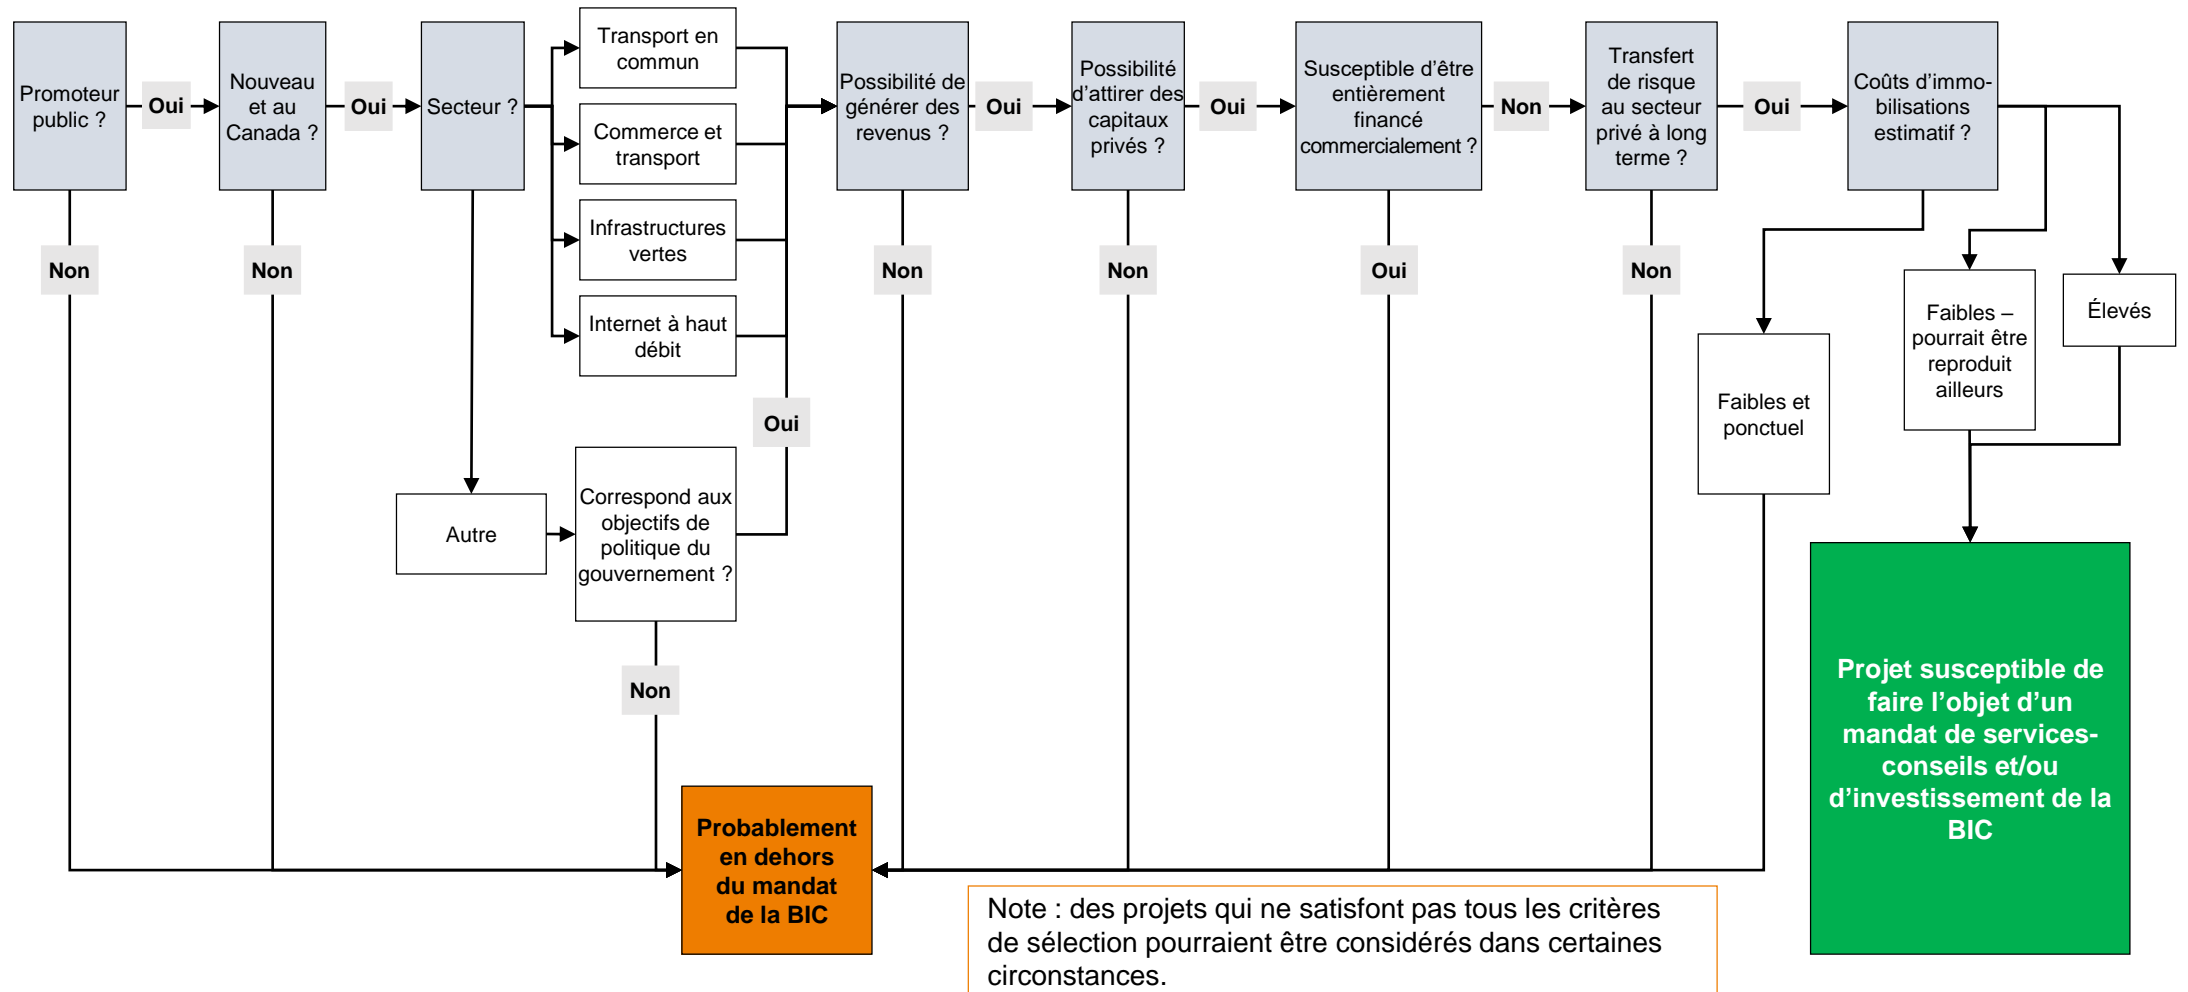 Promoteur
public ?
Oui
Non
Nouveau
et au
Canada ?
Oui
Non
Secteur ?
Transport en
commun
Commerce et
transport
Infrastructures
vertes
Internet à haut
débit
Autre
Correspond aux
objectifs de
politique du
gouvernement ?
Oui
Non
Possibilité de
générer des
revenus ?
Oui
Non
Possibilité
d’attirer des
capitaux
privés ?
Oui
Non
Susceptible d’être
entièrement
financé
commercialement ?
Non
Oui
Transfert
de risque
au secteur
privé à long
terme ?
Oui
Non
Coûts d’immo-
bilisations
estimatif ?
Faibles et
ponctuel
Faibles –
pourrait être
reproduit
ailleurs
Élevés
Probablement
en dehors
du mandat
de la BIC
Projet susceptible de
faire l’objet d’un
mandat de services-
conseils et/ou
d’investissement de la
BIC
Note : des projets qui ne satisfont pas tous les critères
de sélection pourraient être considérés dans certaines
circonstances.